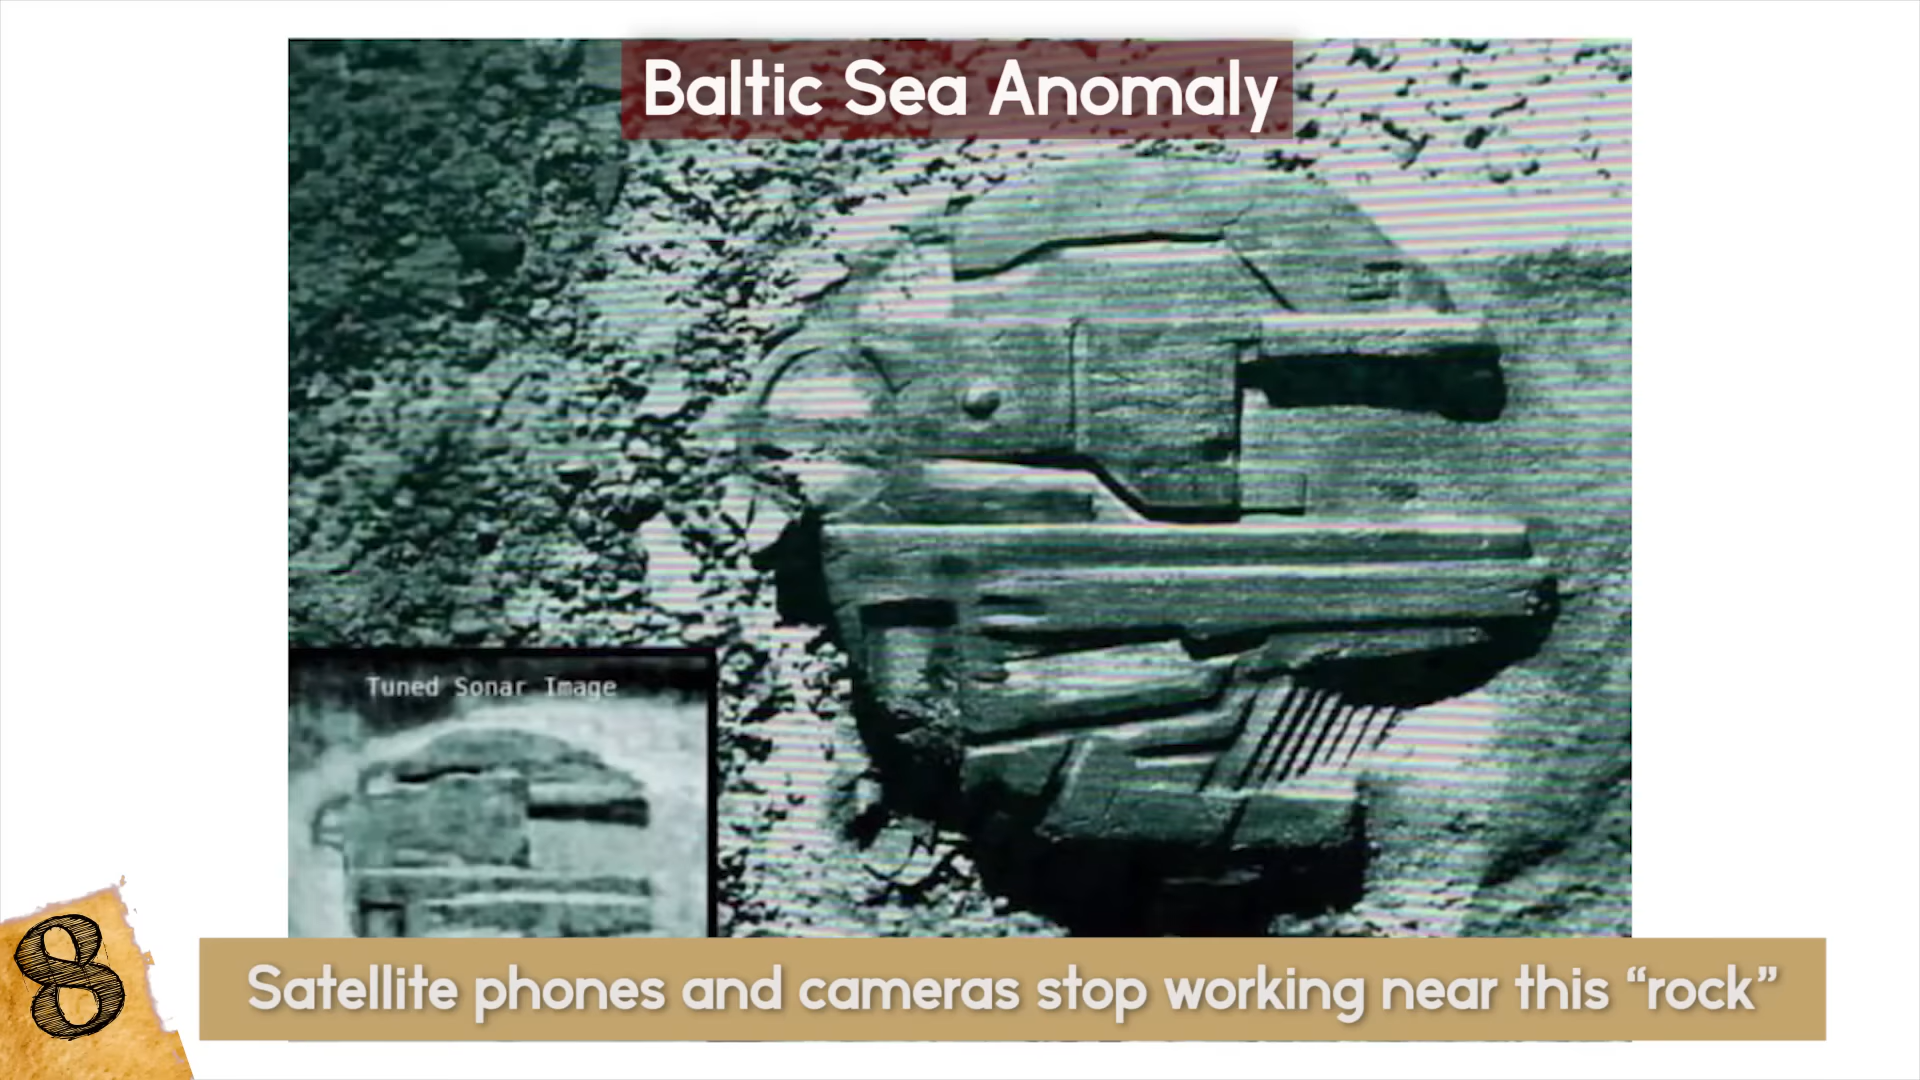 Baltic Sea Anomaly
Tuned Sonar Image
8
Satellite phones and cameras stop working near this “rock”